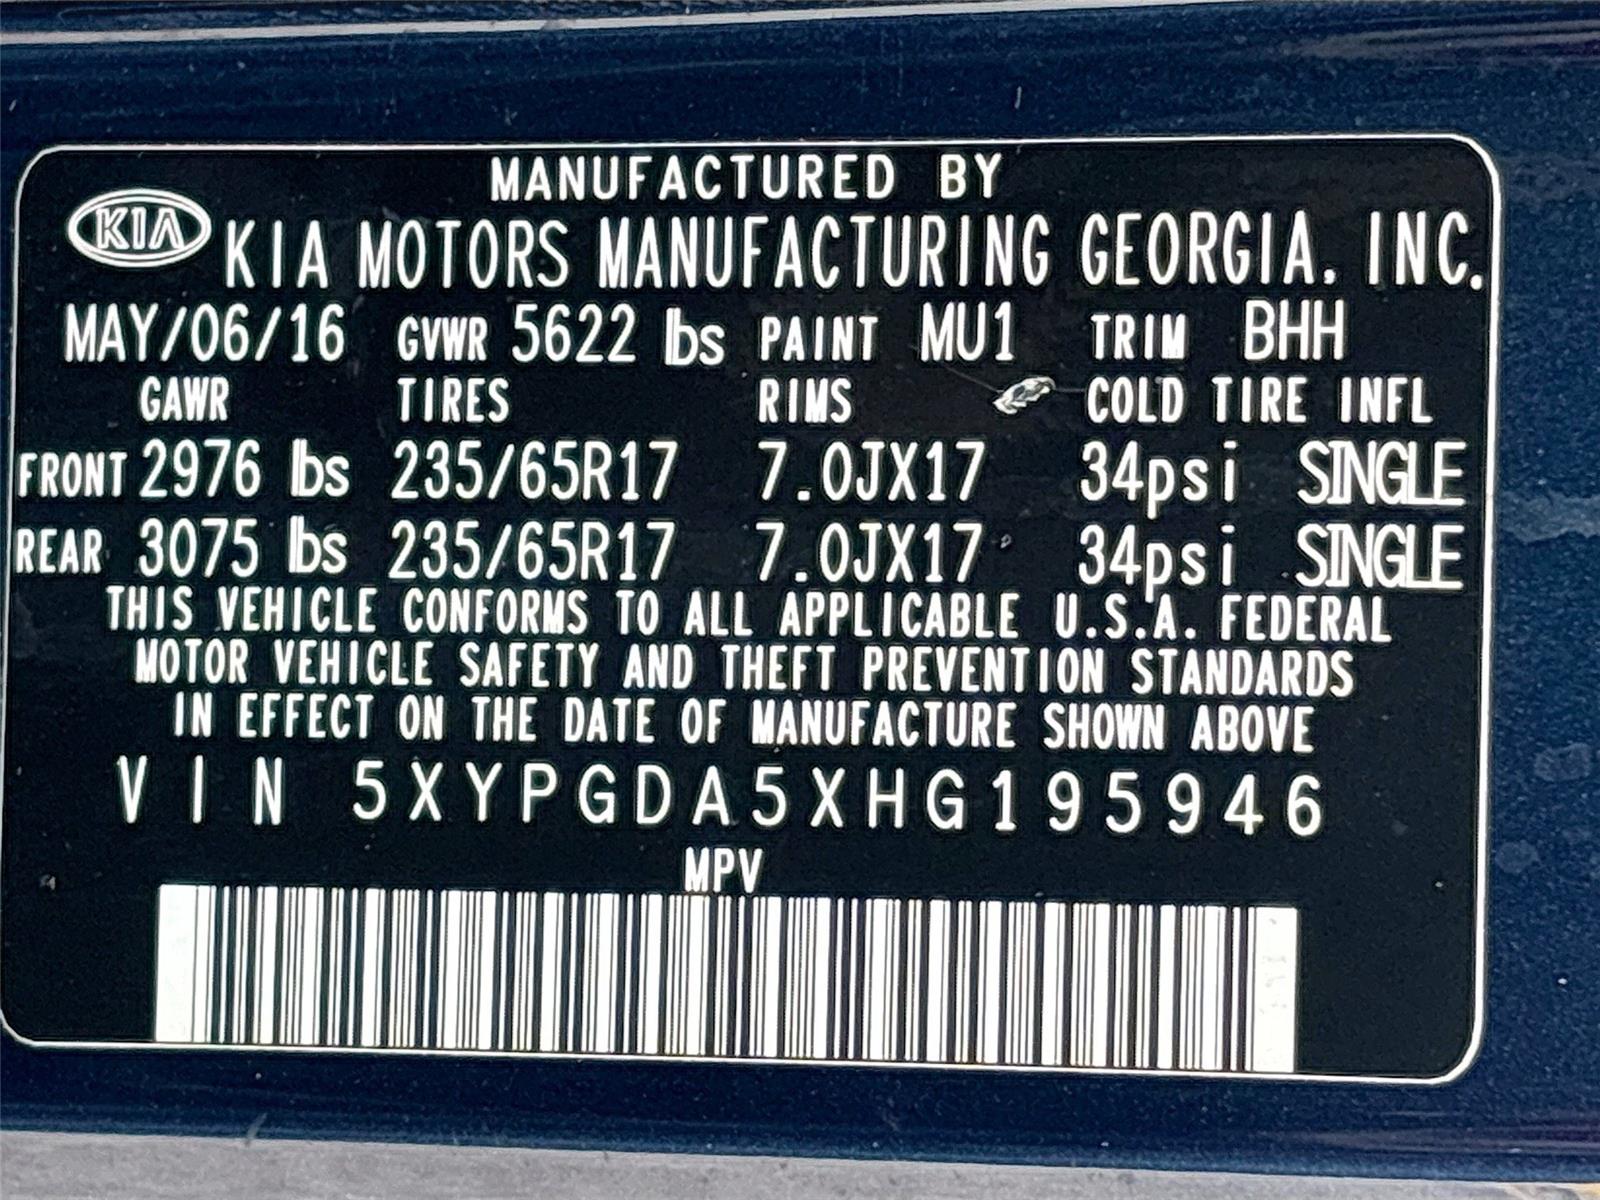 MANUFACTURED BY
KIA KIA MOTORS MANUFACTURING GEORGIA. INC.
MAY/06/16 GVWR 5622 lbs PAINT MU1 TRIM BHH
GAWR TIRES RIMS COLD TIRE INFL
FRONT 2976 lbs 235/65R17 7.0JX17 34psi SINGLE
REAR 3075 lbs 235/65R17 7.0JX17 34psi SINGLE
THIS VEHICLE CONFORMS TO ALL APPLICABLE U.S.A. FEDERAL
MOTOR VEHICLE SAFETY AND THEFT PREVENTION STANDARDS
IN EFFECT ON THE DATE OF MANUFACTURE SHOWN ABOVE
VIN 5XYPGDA5XHG195946
MPV